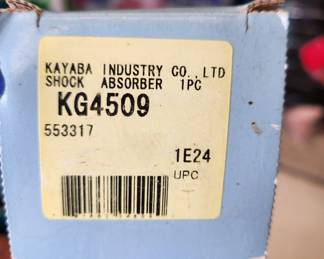 KAYABA INDUSTRY CO.,LTD
SHOCK ABSORBER 1PC
KG4509
553317
1E24
UPC